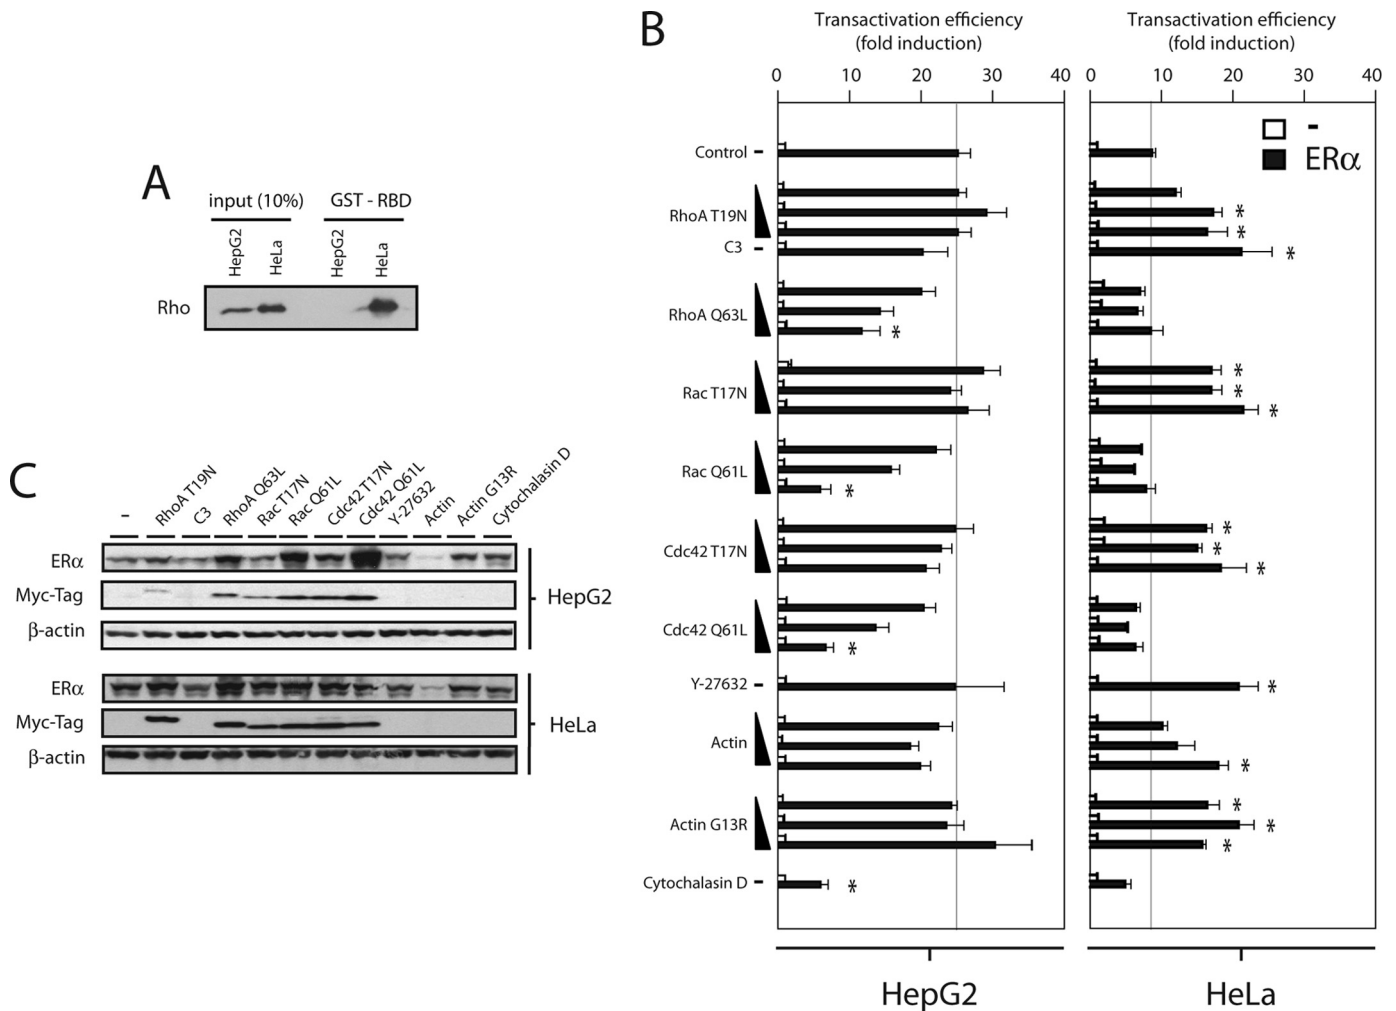 A
input (10%) GST - RBD
HepG2 HeLa HepG2 HeLa
Rho
B
Transactivation efficiency
(fold induction)
0 10 20 30 40
Transactivation efficiency
(fold induction)
0 10 20 30 40
-
ERα
Control -
RhoA T19N
*
*
C3 -
*
RhoA Q63L
*
Rac T17N
*
*
*
Rac Q61L
*
Cdc42 T17N
*
*
*
Cdc42 Q61L
*
Y-27632 -
*
Actin
*
Actin G13R
*
*
*
Cytochalasin D -
*
HepG2
HeLa
C
- RhoA T19N C3 RhoA Q63L Rac T17N Rac Q61L Cdc42 T17N Cdc42 Q61L Y-27632 Actin Actin G13R Cytochalasin D
ERα
Myc-Tag
β-actin
HepG2
ERα
Myc-Tag
β-actin
HeLa